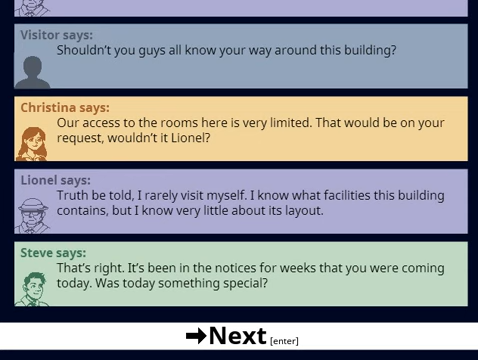 Visitor says:
Shouldn’t you guys all know your way around this building?
Christina says:
Our access to the rooms here is very limited. That would be on your
request, wouldn’t it Lionel?
Lionel says:
Truth be told, I rarely visit myself. I know what facilities this building
contains, but I know very little about its layout.
Steve says:
That’s right. It’s been in the notices for weeks that you were coming
today. Was today something special?
➡Next [enter]